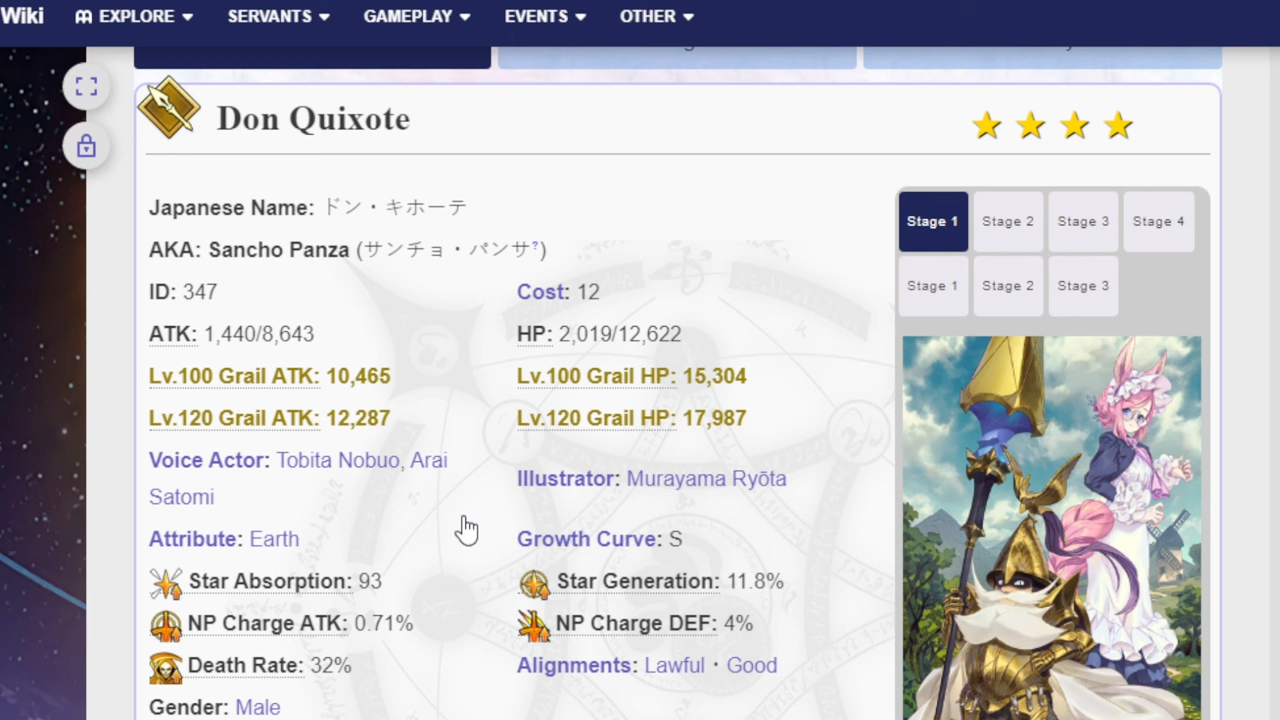 Wiki EXPLORE SERVANTS GAMEPLAY EVENTS OTHER
Don Quixote
Japanese Name: ドン・キホーテ
AKA: Sancho Panza (サンチョ・パンサ?)
ID: 347 Cost: 12
ATK: 1,440/8,643 HP: 2,019/12,622
Lv.100 Grail ATK: 10,465 Lv.100 Grail HP: 15,304
Lv.120 Grail ATK: 12,287 Lv.120 Grail HP: 17,987
Voice Actor: Tobita Nobuo, Arai
Satomi
Illustrator: Murayama Ryōta
Attribute: Earth Growth Curve: S
Star Absorption: 93 Star Generation: 11.8%
NP Charge ATK: 0.71% NP Charge DEF: 4%
Death Rate: 32% Alignments: Lawful・Good
Gender: Male
Stage 1 Stage 2 Stage 3 Stage 4
Stage 1 Stage 2 Stage 3